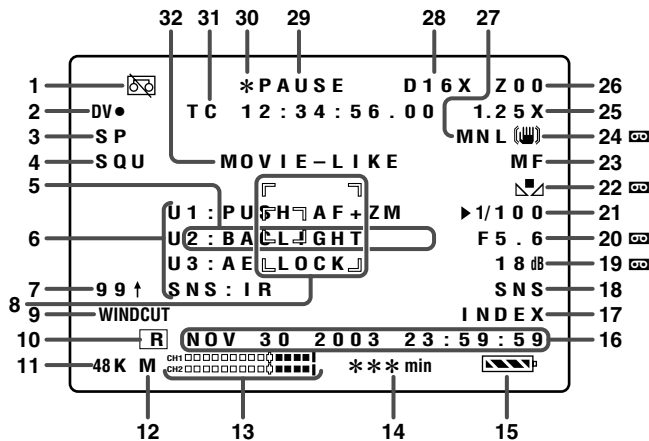 32 31 30 29 28 27
1 ✳PAUSE D16X Z00 26
2 DV● TC 12:34:56.00 1.25X 25
3 SP MNL 24
4 SQU MOVIE–LIKE MF 23
5 22
U1:PUSH AF+ZM ▶1/100 21
6 U2:BACLIGHT F5.6 20
U3:AE LOCK 18dB 19
7 99↑ SNS:IR SNS 18
8
9 WINDCUT INDEX 17
10 R NOV 30 2003 23:59:59 16
11 48K M CH1 ✳✳✳min
CH2
12 13 14 15